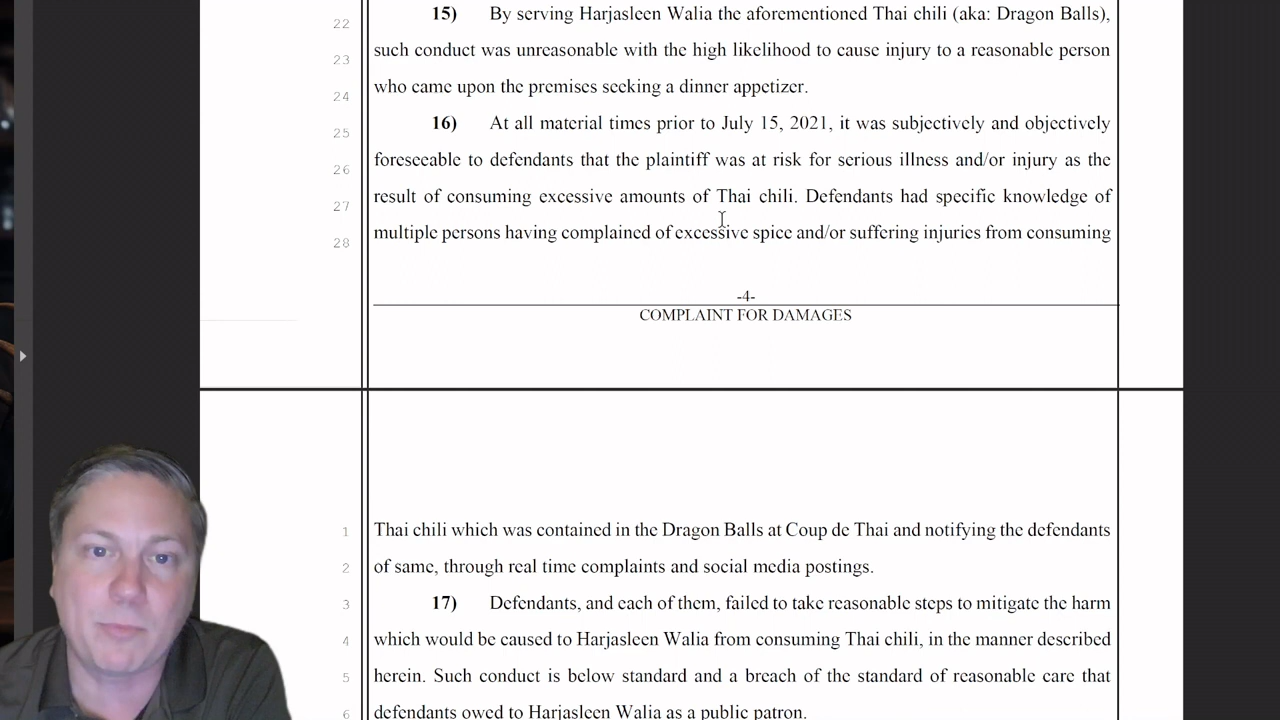 22 15) By serving Harjasleen Walia the aforementioned Thai chili (aka: Dragon Balls),
23 such conduct was unreasonable with the high likelihood to cause injury to a reasonable person
24 who came upon the premises seeking a dinner appetizer.
25 16) At all material times prior to July 15, 2021, it was subjectively and objectively
26 foreseeable to defendants that the plaintiff was at risk for serious illness and/or injury as the
27 result of consuming excessive amounts of Thai chili. Defendants had specific knowledge of
28 multiple persons having complained of excessive spice and/or suffering injuries from consuming
-4-
COMPLAINT FOR DAMAGES
1 Thai chili which was contained in the Dragon Balls at Coup de Thai and notifying the defendants
2 of same, through real time complaints and social media postings.
3 17) Defendants, and each of them, failed to take reasonable steps to mitigate the harm
4 which would be caused to Harjasleen Walia from consuming Thai chili, in the manner described
5 herein. Such conduct is below standard and a breach of the standard of reasonable care that
6 defendants owed to Harjasleen Walia as a public patron.